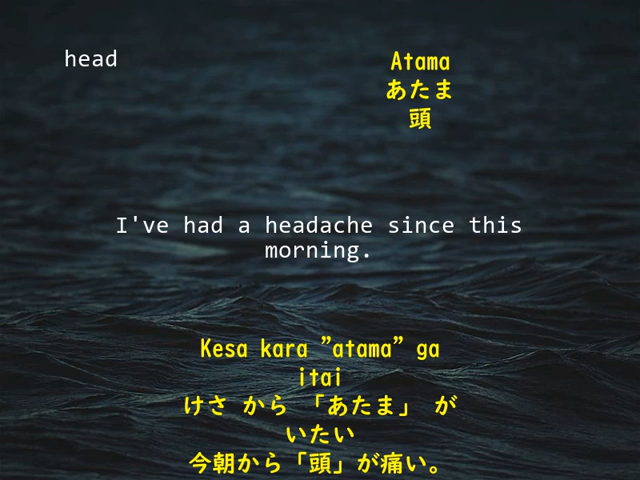 head
Atama
あたま
頭
I've had a headache since this
morning.
Kesa kara ”atama” ga
itai
けさ から 「あたま」 が
いたい
今朝から「頭」が痛い。